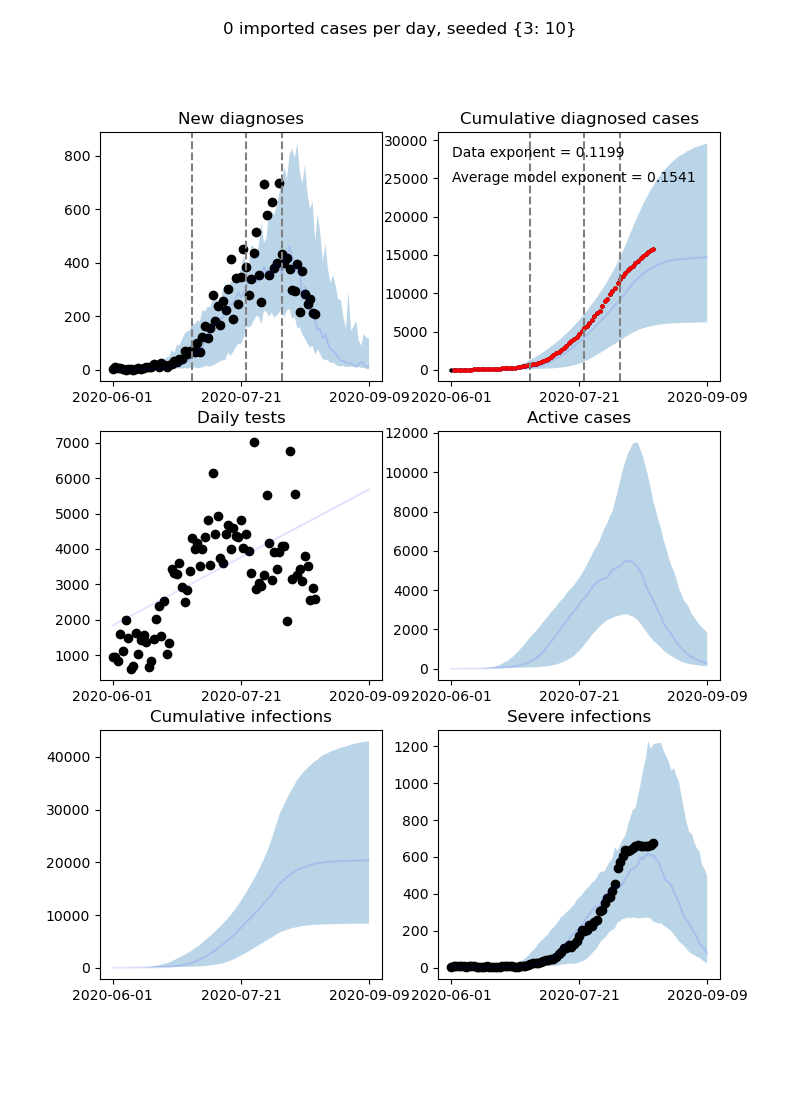 0 imported cases per day, seeded {3: 10}
New diagnoses
800
600
400
200
0
2020-06-01 2020-07-21 2020-09-09
Cumulative diagnosed cases
Data exponent = 0.1199
Average model exponent = 0.1541
30000
25000
20000
15000
10000
5000
0
2020-06-01 2020-07-21 2020-09-09
Daily tests
7000
6000
5000
4000
3000
2000
1000
2020-06-01 2020-07-21 2020-09-09
Active cases
12000
10000
8000
6000
4000
2000
0
2020-06-01 2020-07-21 2020-09-09
Cumulative infections
40000
30000
20000
10000
0
2020-06-01 2020-07-21 2020-09-09
Severe infections
1200
1000
800
600
400
200
0
2020-06-01 2020-07-21 2020-09-09